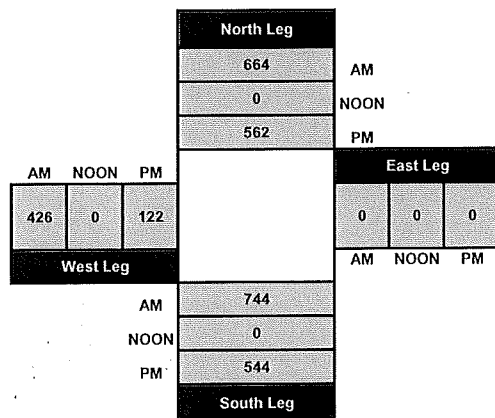 North Leg
664 AM
0 NOON
562 PM
AM NOON PM
East Leg
426 0 122
0 0 0
West Leg
AM NOON PM
AM 744
NOON 0
PM 544
South Leg